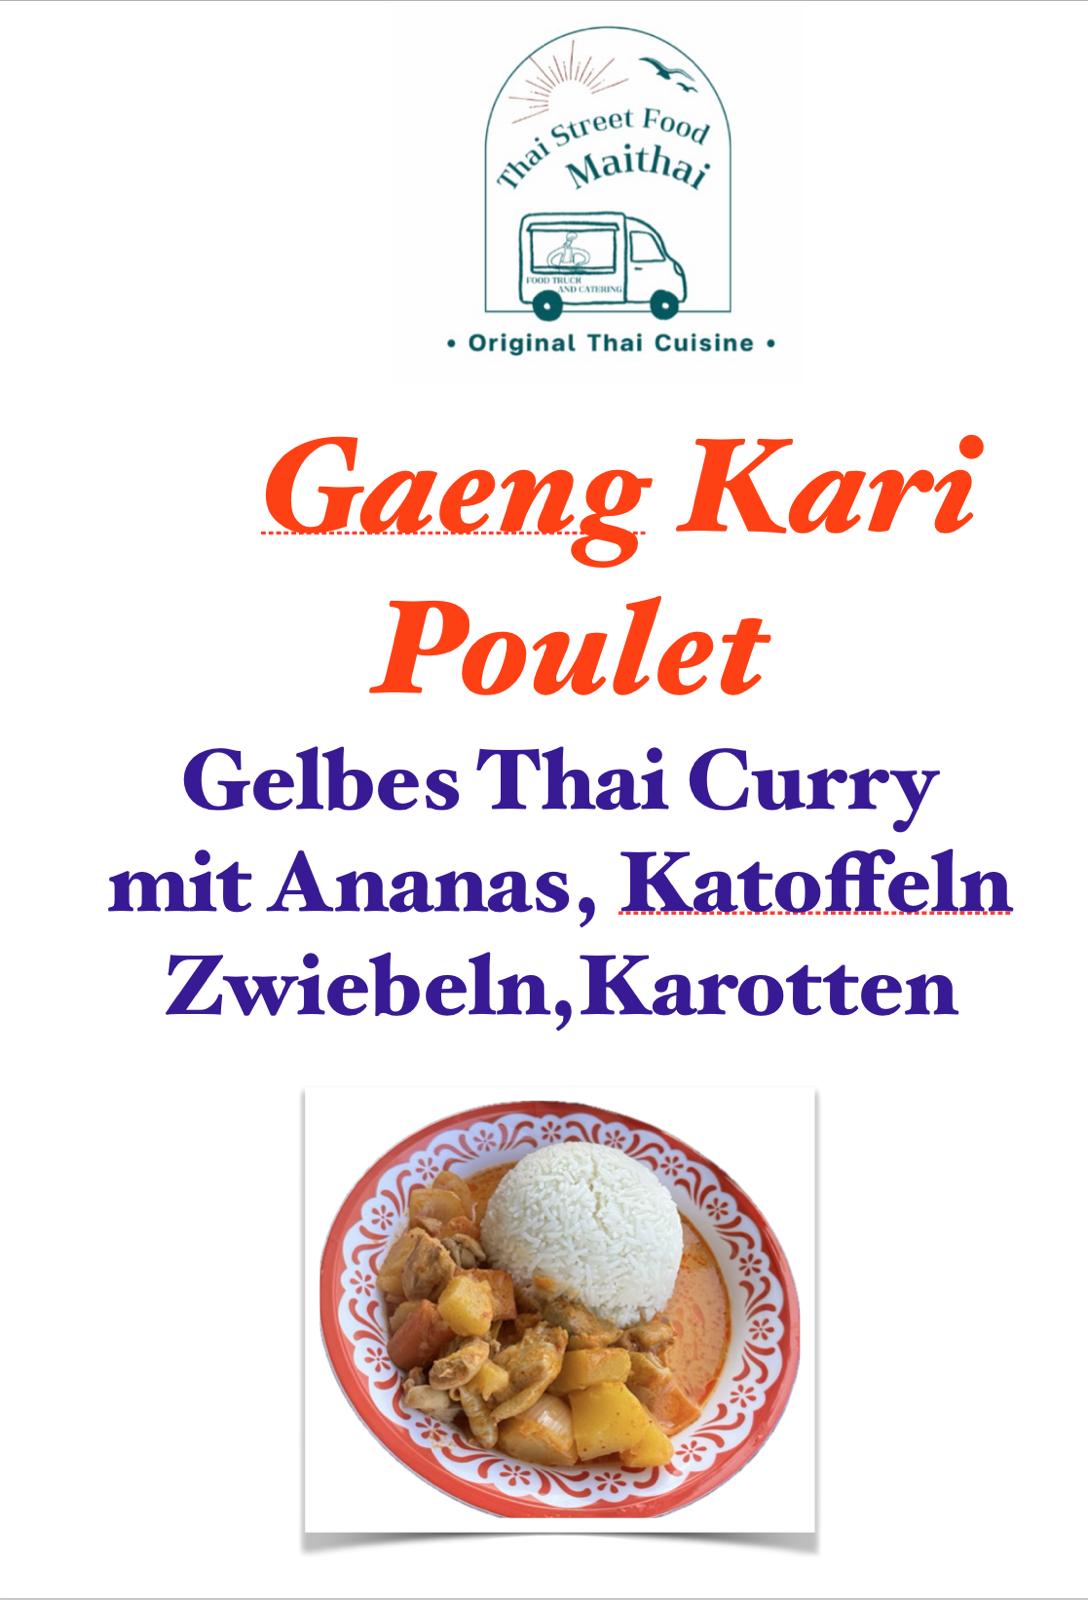 Thai Street Food
Maithai
FOOD TRUCK
AND CATERING
• Original Thai Cuisine •
Gaeng Kari
Poulet
Gelbes Thai Curry
mit Ananas, Katoffeln
Zwiebeln,Karotten